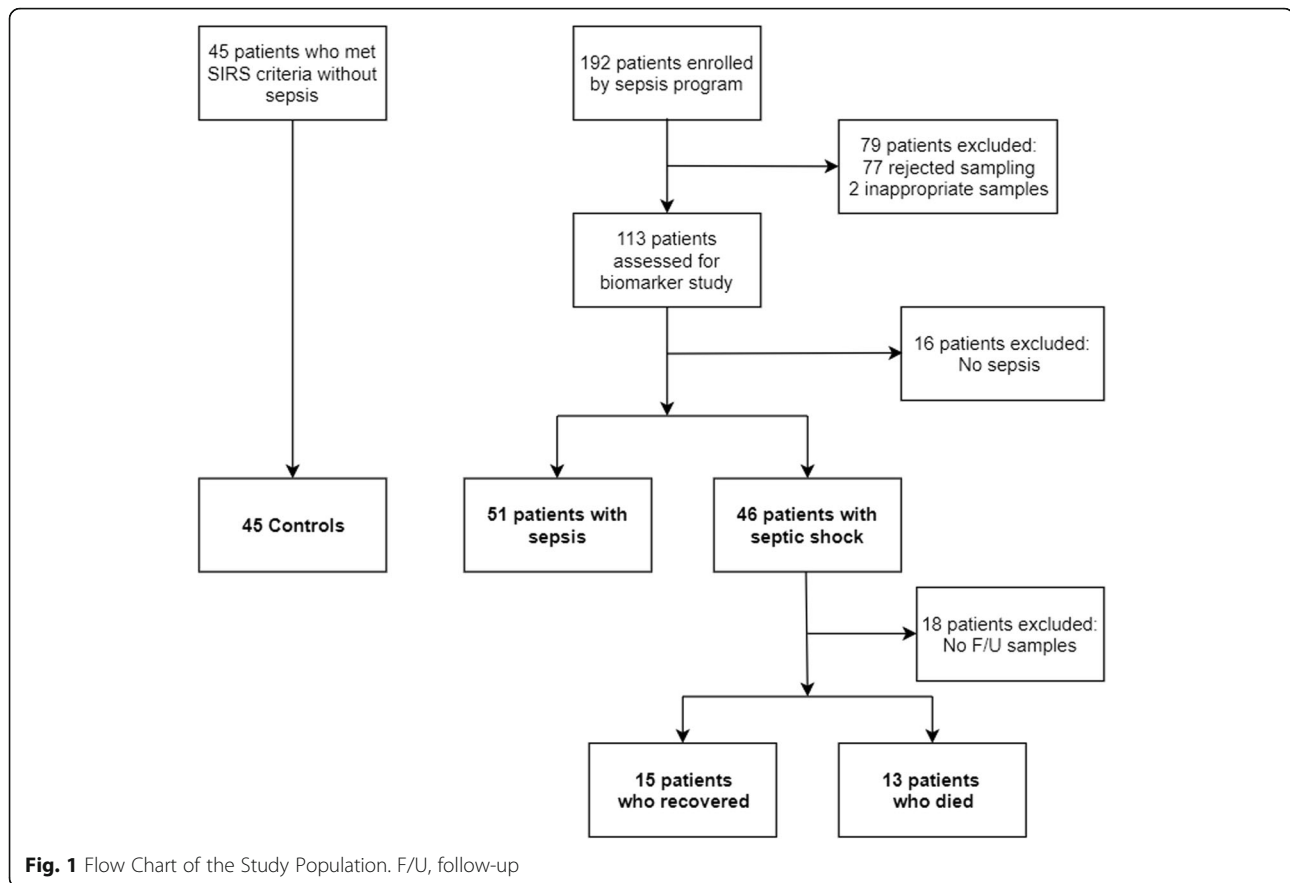 45 patients who met
SIRS criteria without
sepsis
192 patients enrolled
by sepsis program
79 patients excluded:
77 rejected sampling
2 inappropriate samples
113 patients
assessed for
biomarker study
16 patients excluded:
No sepsis
45 Controls
51 patients with
sepsis
46 patients with
septic shock
18 patients excluded:
No F/U samples
15 patients
who recovered
13 patients
who died
Fig. 1 Flow Chart of the Study Population. F/U, follow-up